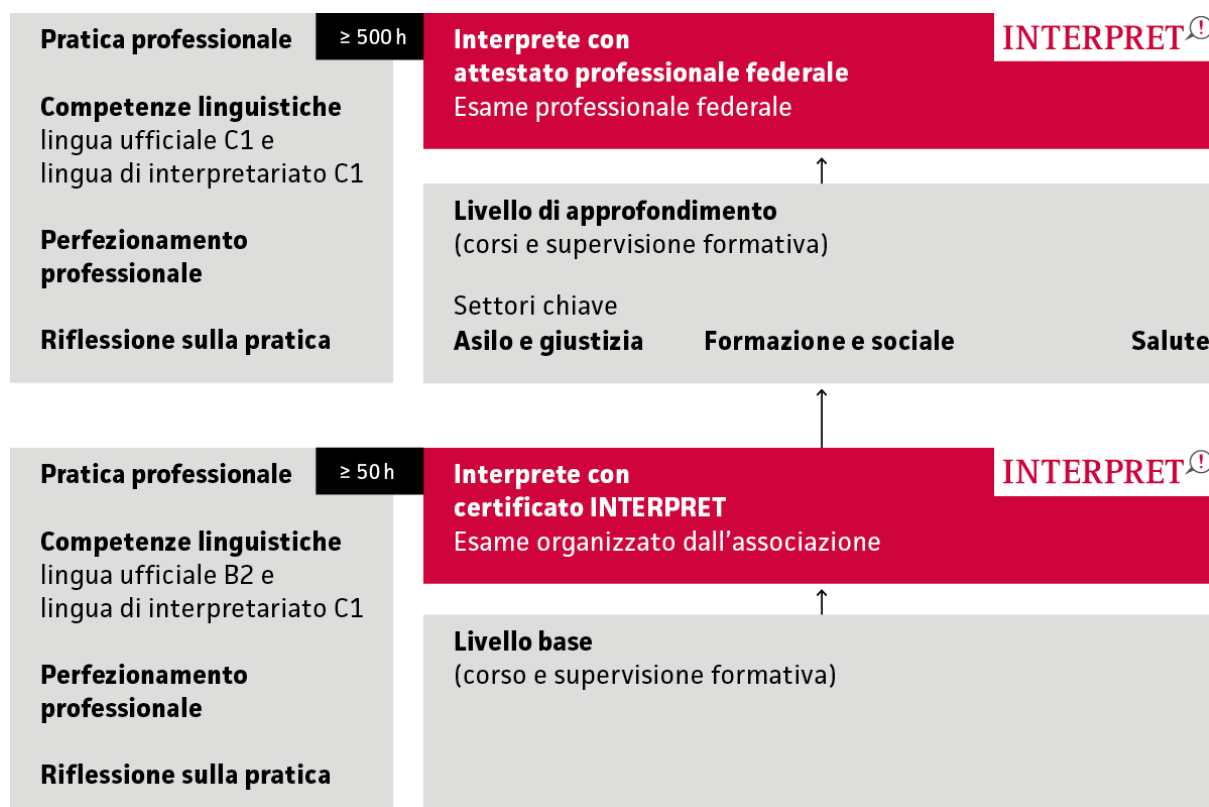 Pratica professionale
≥ 500 h
Competenze linguistiche
lingua ufficiale C1 e
lingua di interpretariato C1
Perfezionamento
professionale
Riflessione sulla pratica
Interprete con
attestato professionale federale
Esame professionale federale
INTERPRET!
Livello di approfondimento
(corsi e supervisione formativa)
Settori chiave
Asilo e giustizia Formazione e sociale Salute
Pratica professionale
≥ 50 h
Competenze linguistiche
lingua ufficiale B2 e
lingua di interpretariato C1
Perfezionamento
professionale
Riflessione sulla pratica
Interprete con
certificato INTERPRET
Esame organizzato dall'associazione
INTERPRET!
Livello base
(corso e supervisione formativa)